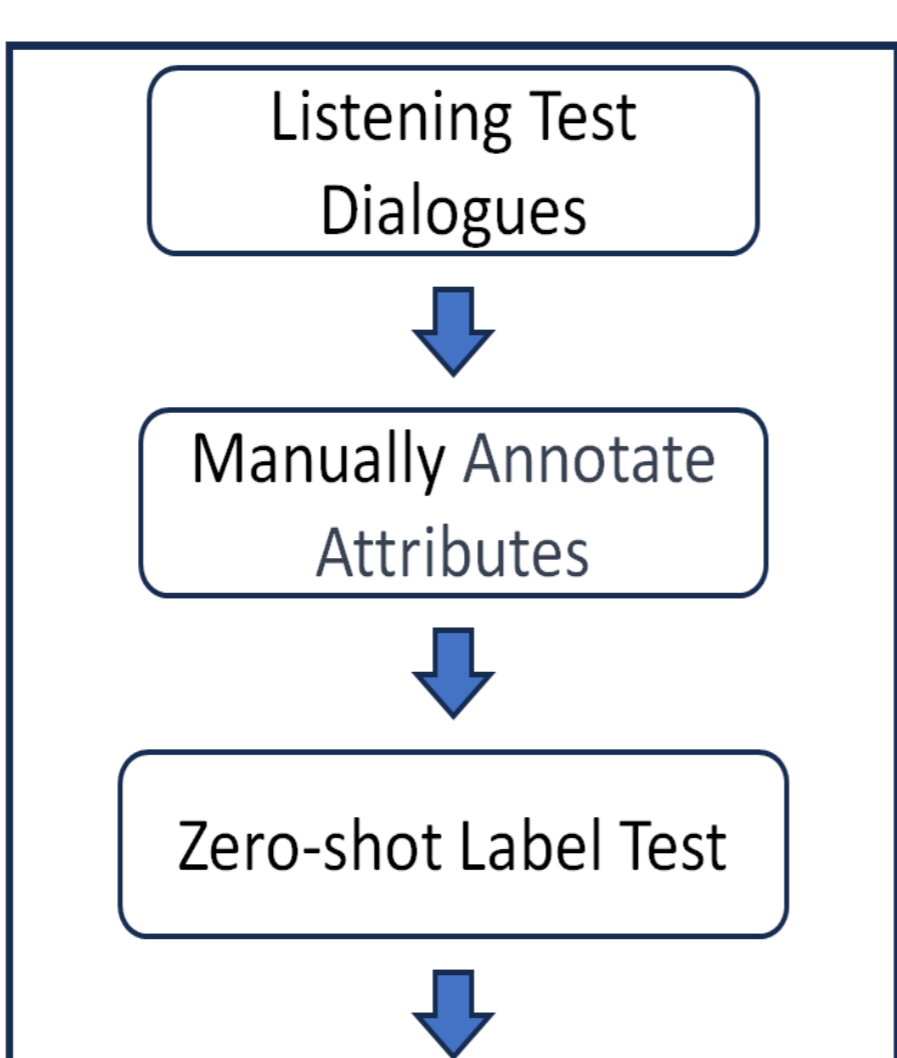 Listening Test
Dialogues
Manually Annotate
Attributes
Zero-shot Label Test